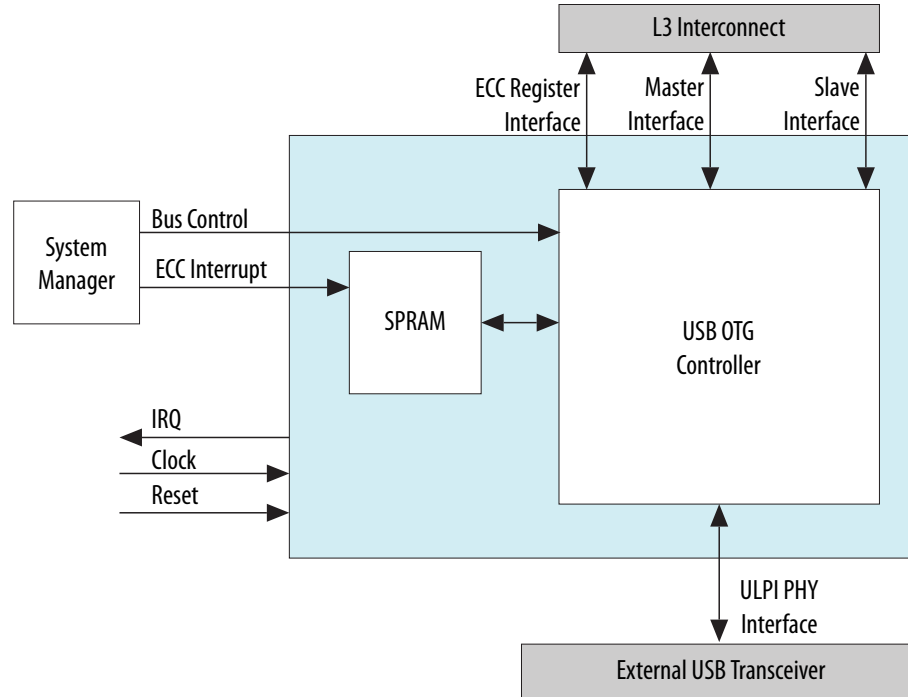 L3 Interconnect
ECC Register
Interface
Master
Interface
Slave
Interface
System
Manager
Bus Control
ECC Interrupt
SPRAM
USB OTG
Controller
IRQ
Clock
Reset
ULPI PHY
Interface
External USB Transceiver